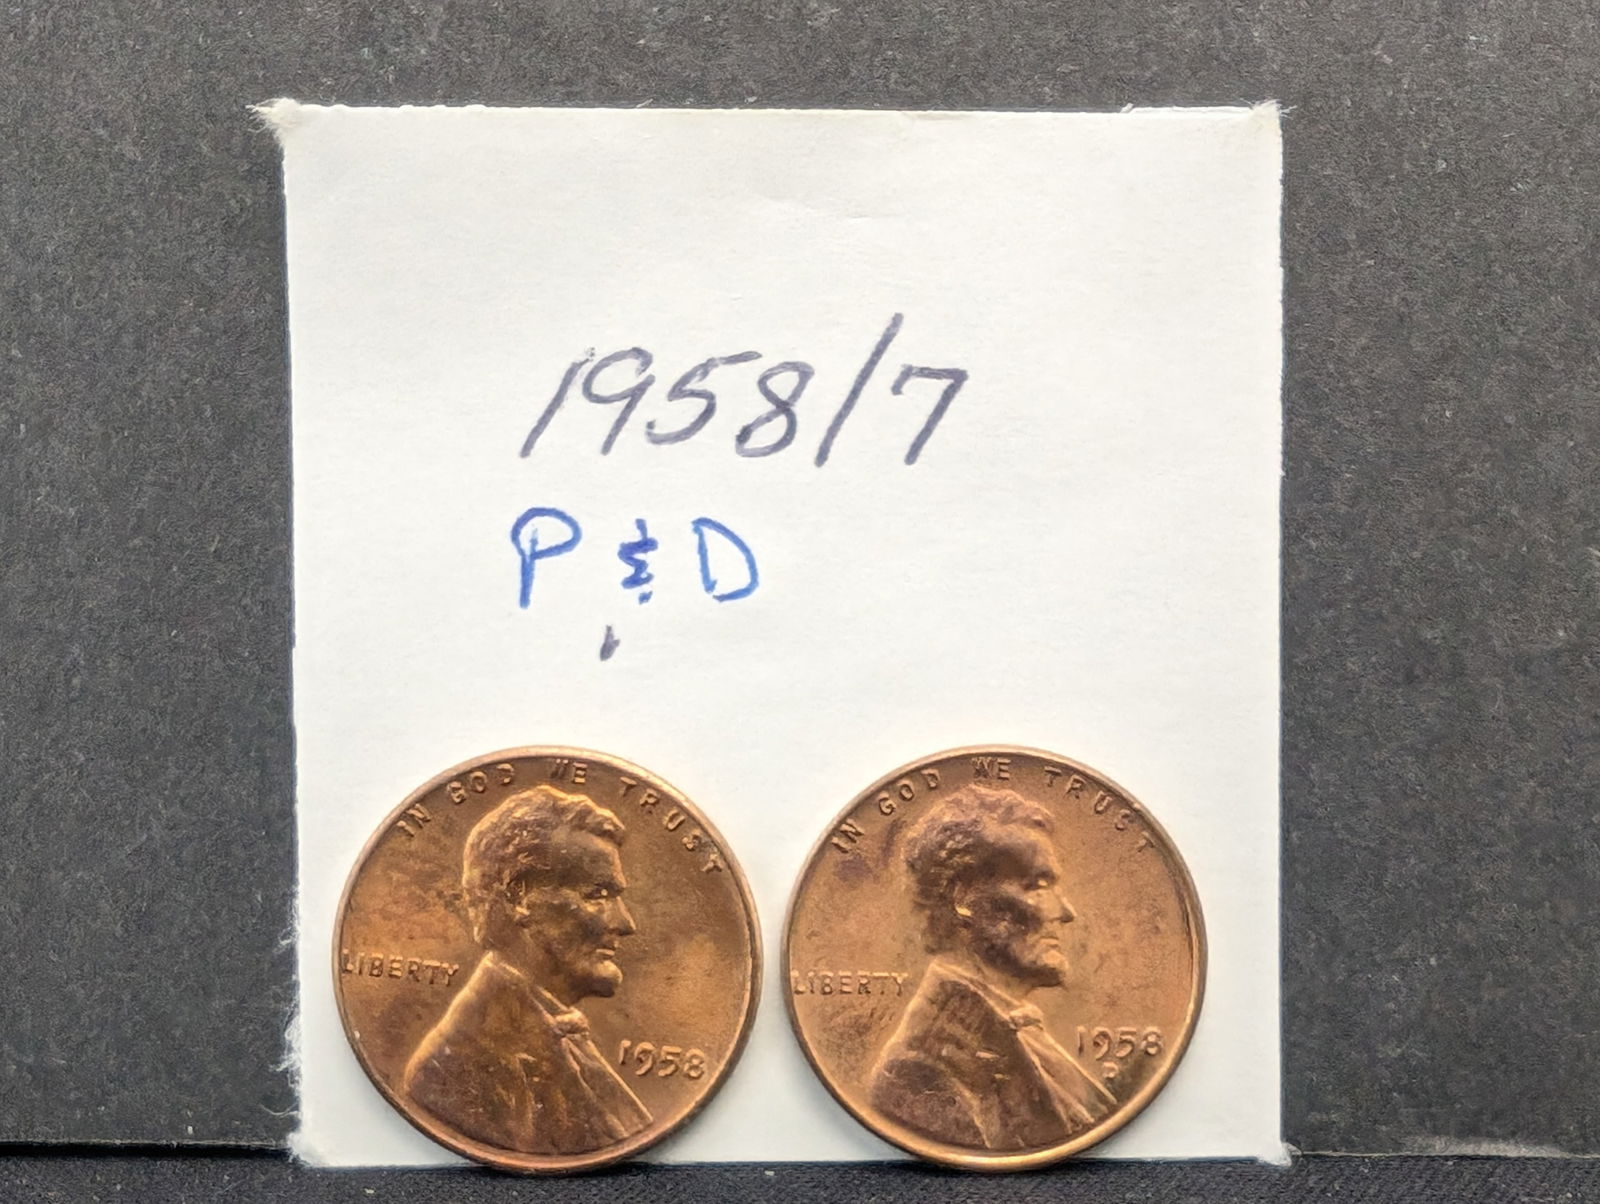 1958/7
P & D
IN GOD WE TRUST
LIBERTY
1958
IN GOD WE TRUST
LIBERTY
1958
D